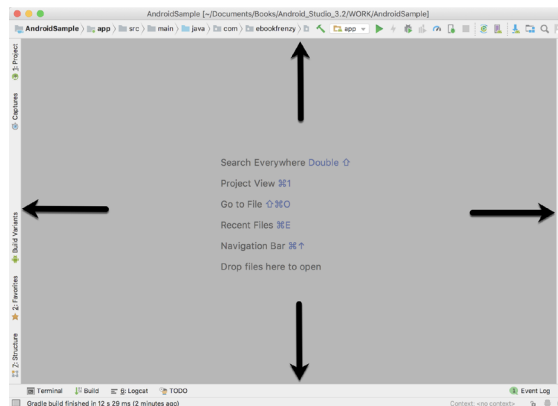 AndroidSample [~/Documents/Books/Android_Studio_3.2/WORK/AndroidSample]
AndroidSample app src main java com ebookfrenzy app
1: Project
Captures
Build Variants
2: Favorites
7: Structure
Search Everywhere Double ⇧
Project View ⌘1
Go to File ⇧⌘O
Recent Files ⌘E
Navigation Bar ⌘↑
Drop files here to open
Terminal Build 6: Logcat TODO Event Log
Gradle build finished in 12 s 29 ms (2 minutes ago) Context: <no context>